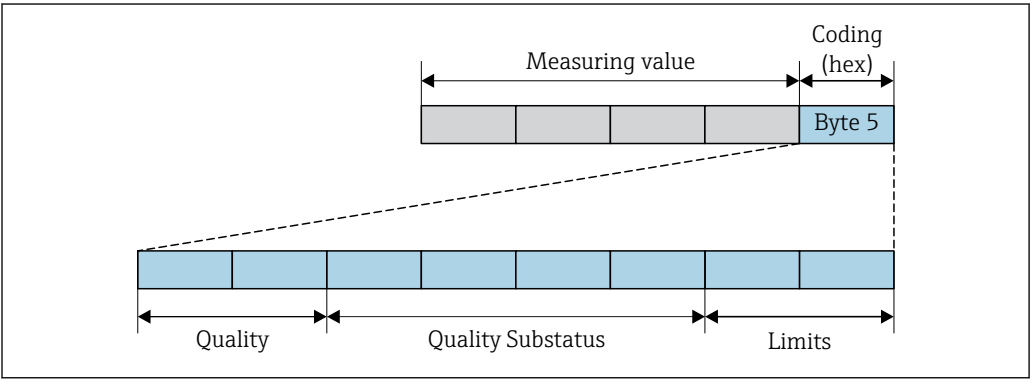 Coding
Measuring value
(hex)
Byte 5
Quality
Quality Substatus
Limits